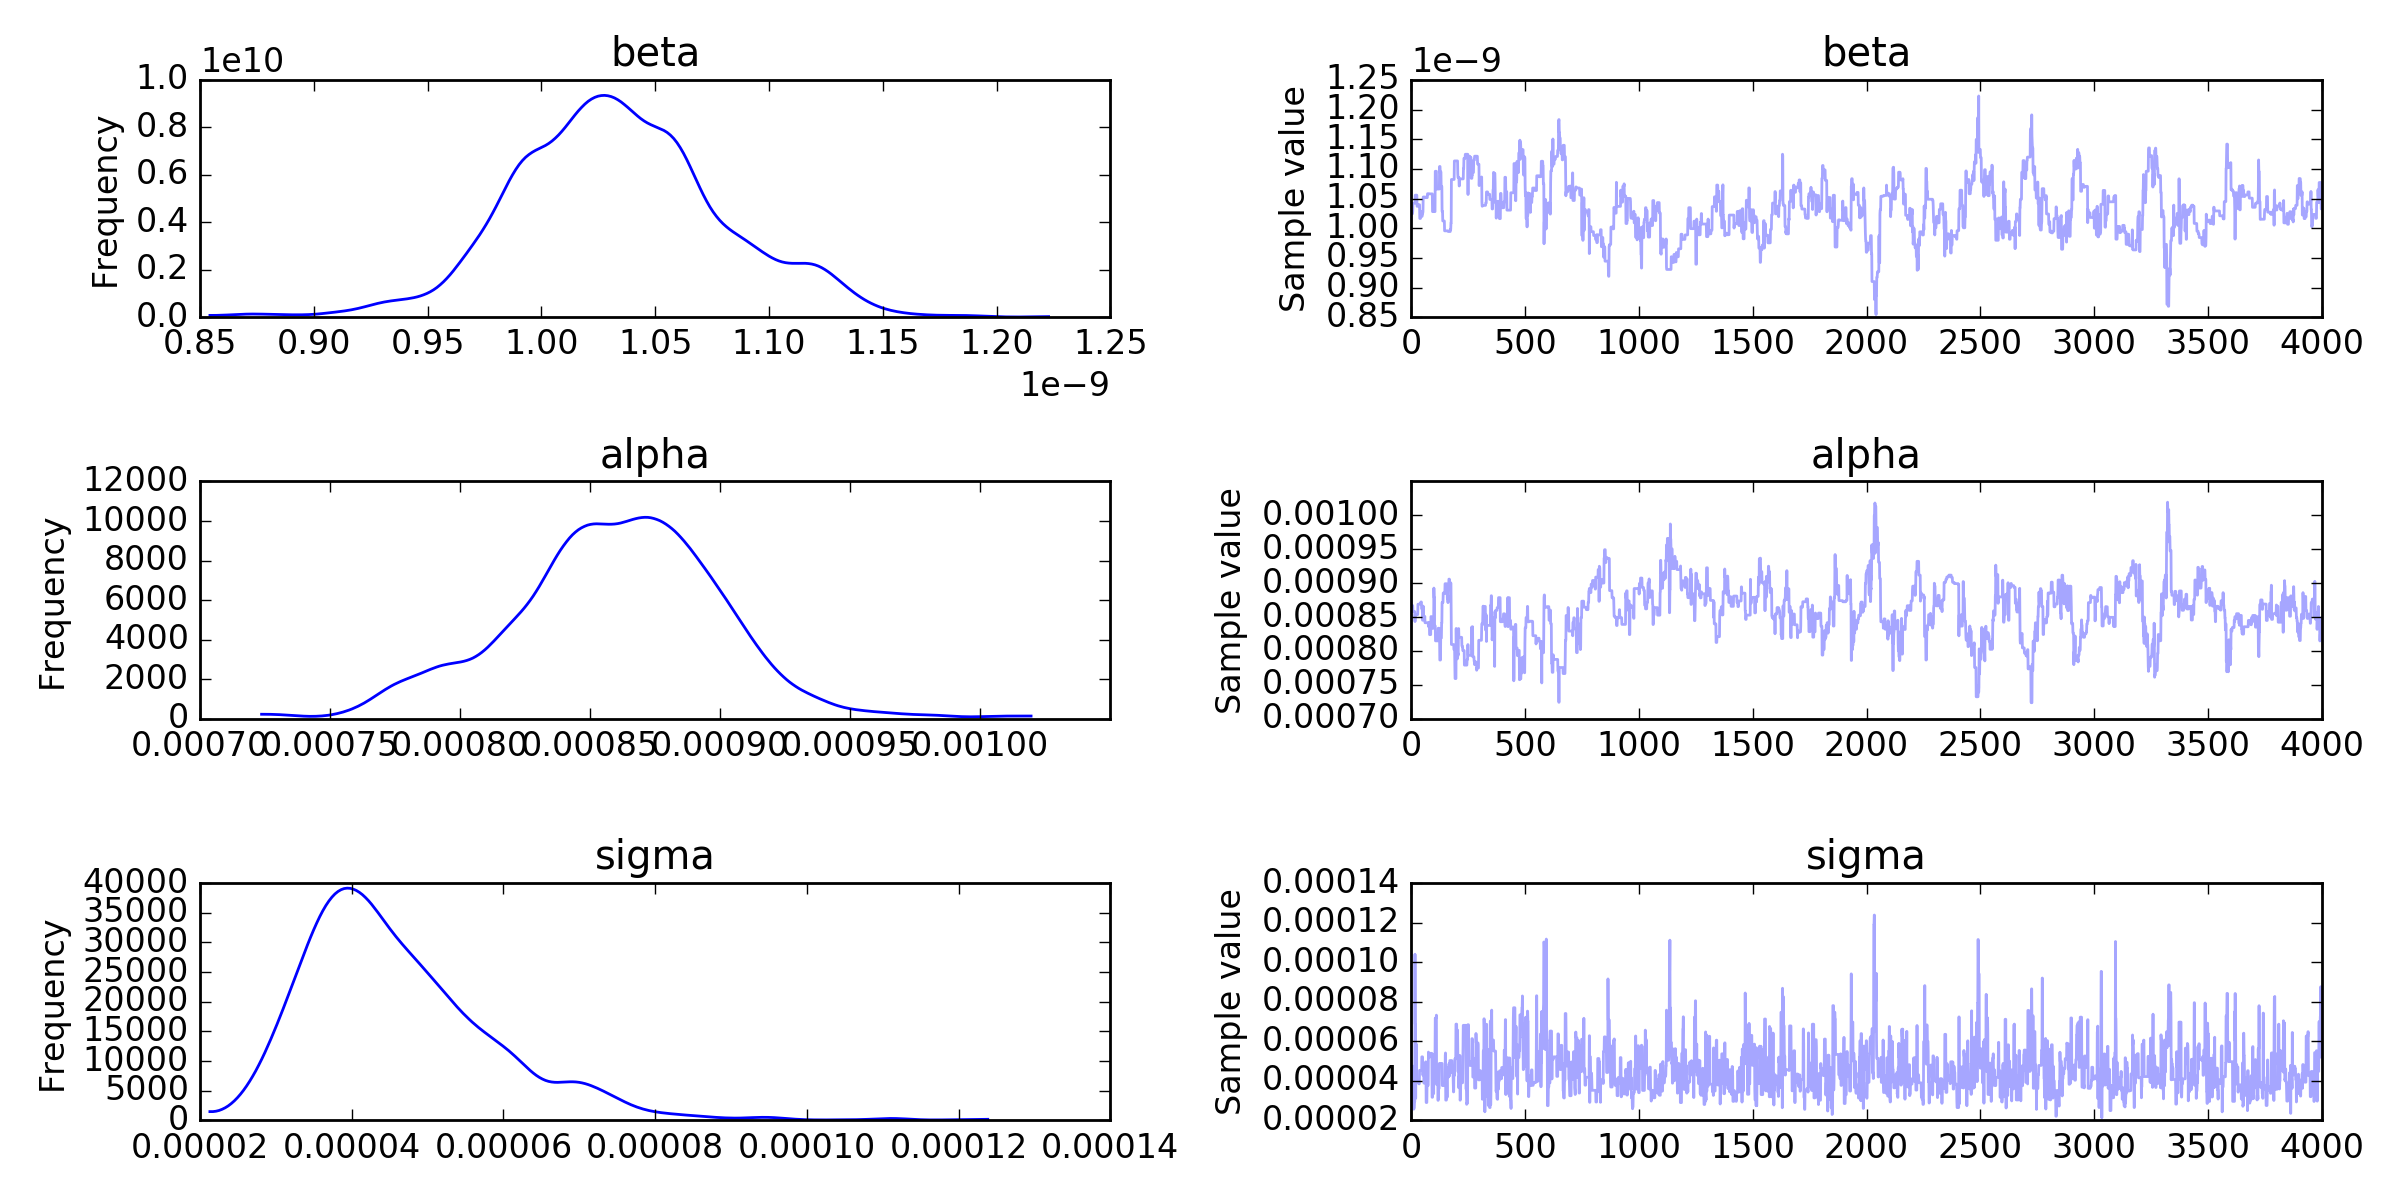 beta
1e10
Frequency
1.0
0.8
0.6
0.4
0.2
0.0
0.85 0.90 0.95 1.00 1.05 1.10 1.15 1.20 1.25
1e−9
beta
1e−9
Sample value
1.25
1.20
1.15
1.10
1.05
1.00
0.95
0.90
0.85
0 500 1000 1500 2000 2500 3000 3500 4000
alpha
Frequency
12000
10000
8000
6000
4000
2000
0
0.00070 0.00075 0.00080 0.00085 0.00090 0.00095 0.00100
alpha
Sample value
0.00100
0.00095
0.00090
0.00085
0.00080
0.00075
0.00070
0 500 1000 1500 2000 2500 3000 3500 4000
sigma
Frequency
40000
35000
30000
25000
20000
15000
10000
5000
0
0.00002 0.00004 0.00006 0.00008 0.00010 0.00012 0.00014
sigma
Sample value
0.00014
0.00012
0.00010
0.00008
0.00006
0.00004
0.00002
0 500 1000 1500 2000 2500 3000 3500 4000